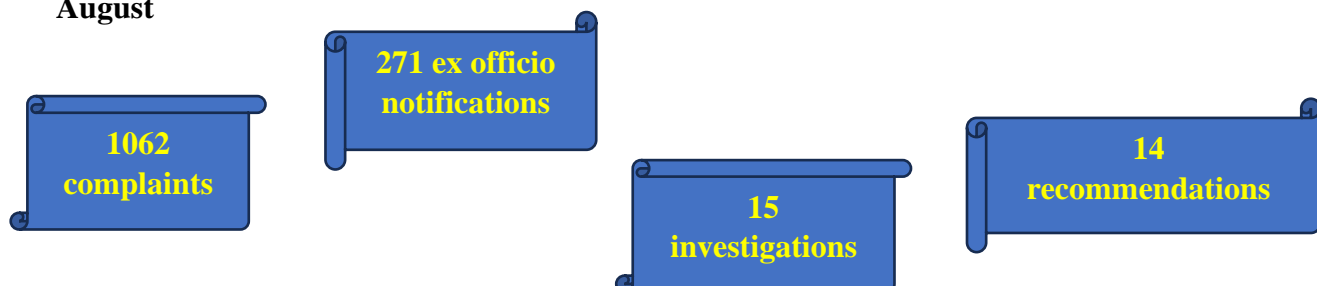 August
1062
complaints
271 ex officio
notifications
15
investigations
14
recommendations